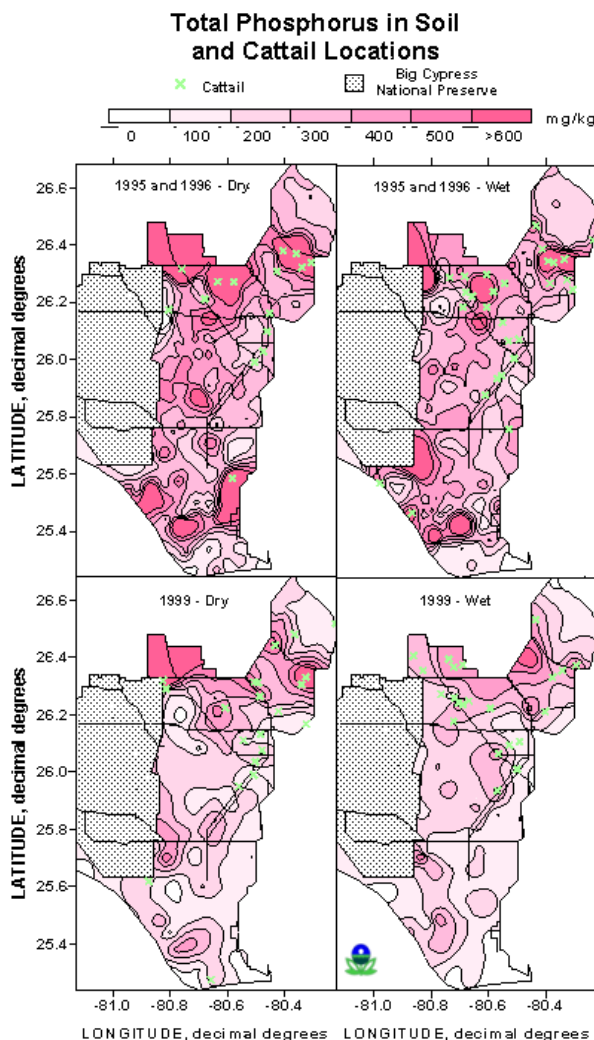 Total Phosphorus in Soil
and Cattail Locations
Cattail
Big Cypress
National Preserve
mg/kg
0 100 200 300 400 500 >600
1995 and 1996 - Dry
1995 and 1996 - Wet
26.6
26.4
26.2
26.0
25.8
25.6
25.4
LATITUDE, decimal degrees
1999 - Dry
1999 - Wet
26.6
26.4
26.2
26.0
25.8
25.6
25.4
LATITUDE, decimal degrees
-81.0 -80.8 -80.6 -80.4 -81.0 -80.8 -80.6 -80.4
LONGITUDE, decimal degrees LONGITUDE, decimal degrees